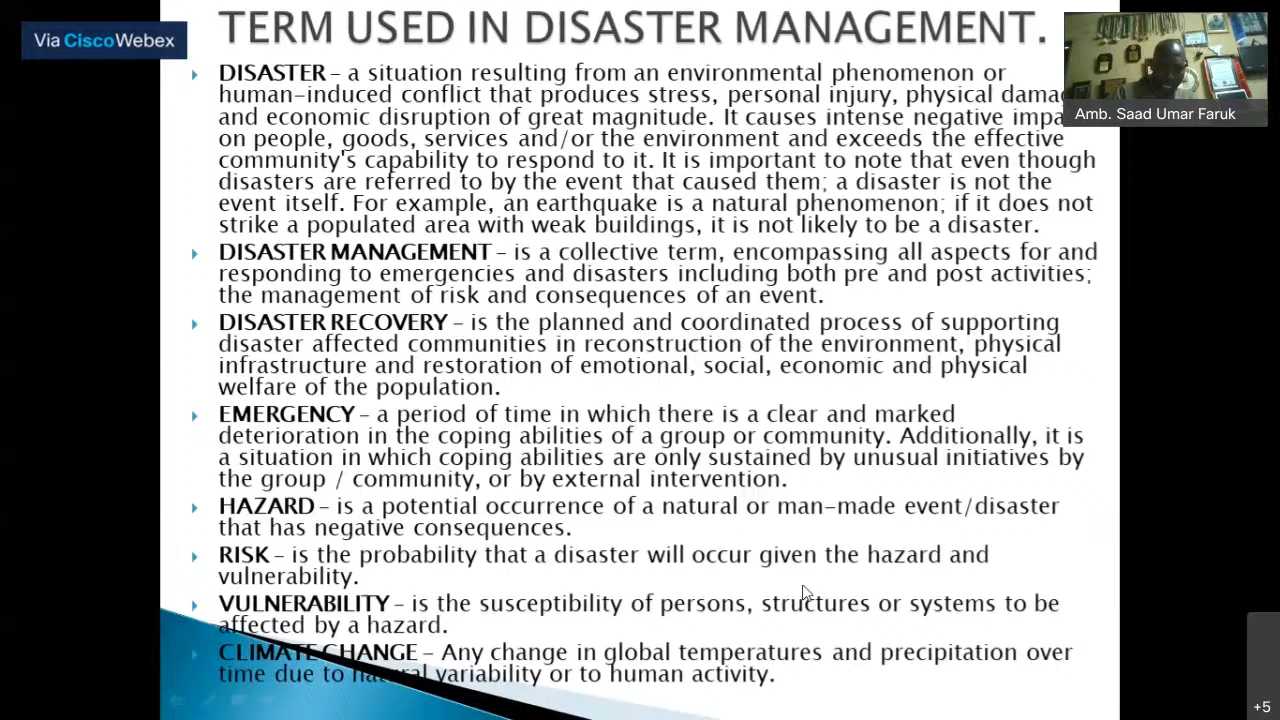 Via CiscoWebex
TERM USED IN DISASTER MANAGEMENT.
Amb. Saad Umar Faruk
DISASTER – a situation resulting from an environmental phenomenon or
human-induced conflict that produces stress, personal injury, physical
and economic disruption of great magnitude. It causes intense negative
on people, goods, services and/or the environment and exceeds the effective
community's capability to respond to it. It is important to note that even though
disasters are referred to by the event that caused them; a disaster is not the
event itself. For example, an earthquake is a natural phenomenon; if it does not
strike a populated area with weak buildings, it is not likely to be a disaster.
DISASTER MANAGEMENT – is a collective term, encompassing all aspects for and
responding to emergencies and disasters including both pre and post activities;
the management of risk and consequences of an event.
DISASTER RECOVERY – is the planned and coordinated process of supporting
disaster affected communities in reconstruction of the environment, physical
infrastructure and restoration of emotional, social, economic and physical
welfare of the population.
EMERGENCY – a period of time in which there is a clear and marked
deterioration in the coping abilities of a group or community. Additionally, it is
a situation in which coping abilities are only sustained by unusual initiatives by
the group / community, or by external intervention.
HAZARD – is a potential occurrence of a natural or man-made event/disaster
that has negative consequences.
RISK – is the probability that a disaster will occur given the hazard and
vulnerability.
VULNERABILITY – is the susceptibility of persons, structures or systems to be
affected by a hazard.
CLIMATE CHANGE – Any change in global temperatures and precipitation over
time due to natural variability or to human activity.
+5